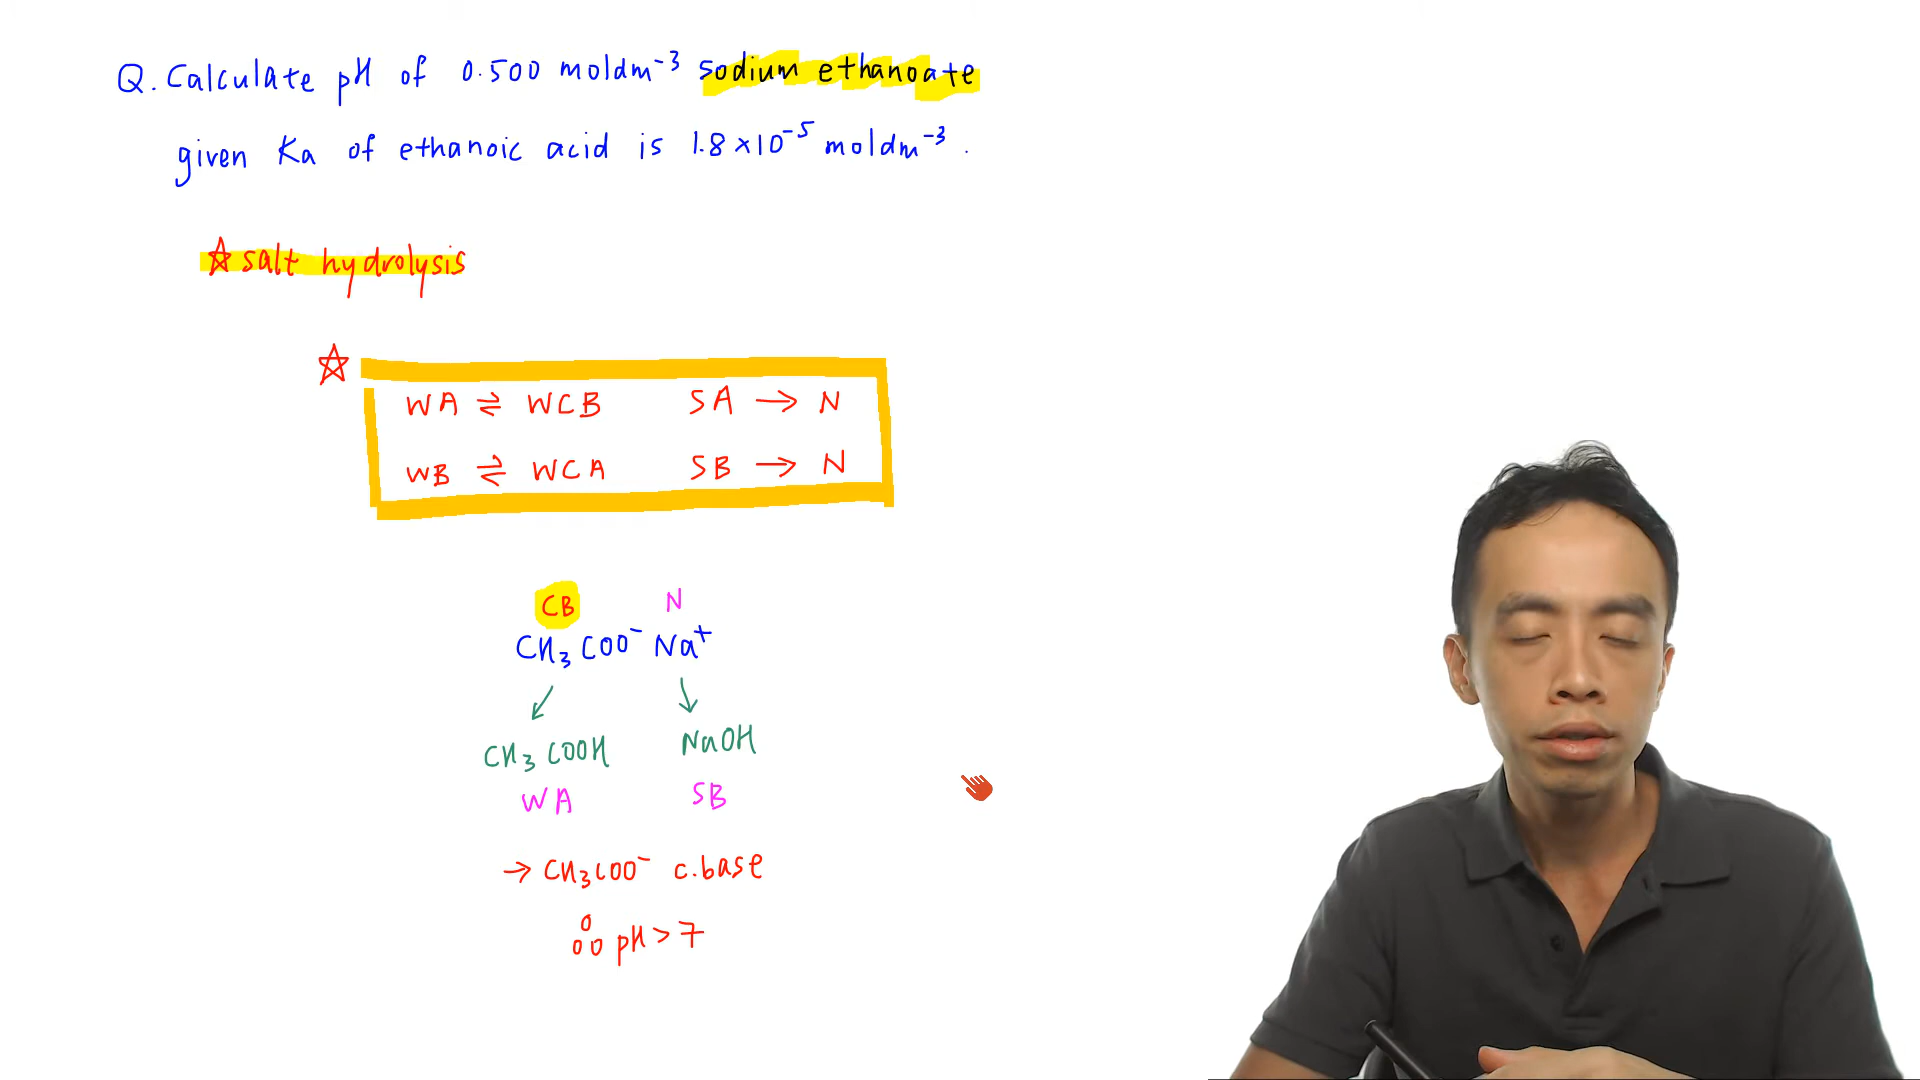 Q. Calculate pH of 0.500 moldm⁻³ sodium ethanoate
given Ka of ethanoic acid is 1.8 × 10⁻⁵ moldm⁻³.
☆ salt hydrolysis
☆
WA ⇌ WCB SA → N
WB ⇌ WCA SB → N
CB N
CH₃COO⁻ Na⁺
↙ ↘
CH₃COOH NaOH
WA SB
→ CH₃COO⁻ c.base
∴ pH > 7